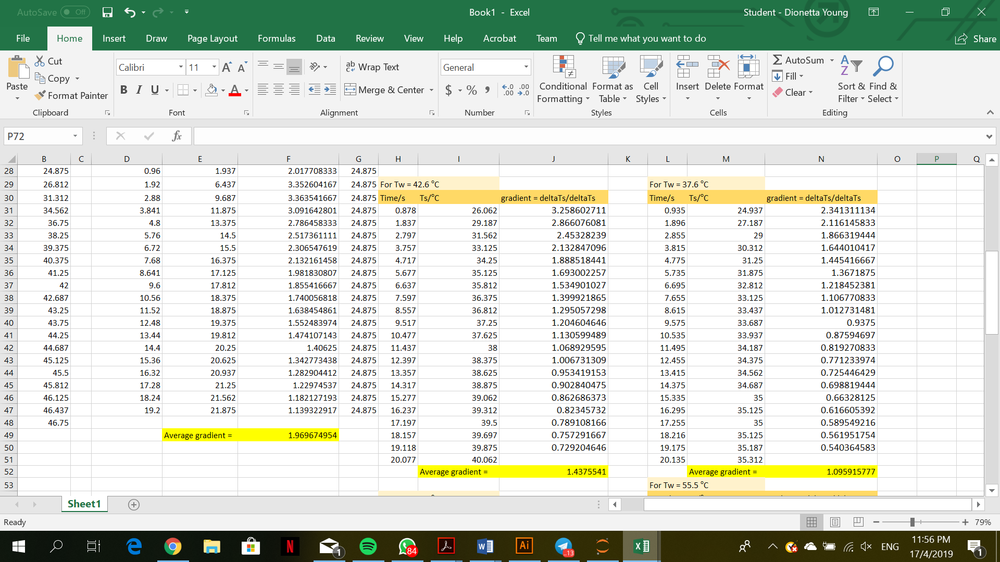 AutoSave Off
Book1 - Excel
Student - Dionetta Young
File Home Insert Draw Page Layout Formulas Data Review View Help Acrobat Team Tell me what you want to do Share
Paste
Cut
Copy
Format Painter
Clipboard
Calibri 11
B I U
Font
Wrap Text
Merge & Center
Alignment
General
$ % ,
Number
Conditional Formatting
Format as Table
Cell Styles
Styles
Insert Delete Format
Cells
AutoSum
Fill
Clear
Sort & Filter
Find & Select
Editing
P72 fx
B C D E F G H I J K L M N O P Q
28 24.875 0.96 1.937 2.017708333 24.875
29 26.812 1.92 6.437 3.352604167 24.875 For Tw = 42.6 °C For Tw = 37.6 °C
30 31.312 2.88 9.687 3.363541667 24.875 Time/s Ts/°C gradient = deltaTs/deltaTs Time/s Ts/°C gradient = deltaTs/deltaTs
31 34.562 3.841 11.875 3.091642801 24.875 0.878 26.062 3.258602711 0.935 24.937 2.341311134
32 36.75 4.8 13.375 2.786458333 24.875 1.837 29.187 2.866076081 1.896 27.187 2.116145833
33 38.25 5.76 14.5 2.517361111 24.875 2.797 31.562 2.45328239 2.855 29 1.866319444
34 39.375 6.72 15.5 2.306547619 24.875 3.757 33.125 2.132847096 3.815 30.312 1.644010417
35 40.375 7.68 16.375 2.132161458 24.875 4.717 34.25 1.888518441 4.775 31.25 1.445416667
36 41.25 8.641 17.125 1.981830807 24.875 5.677 35.125 1.693002257 5.735 31.875 1.3671875
37 42 9.6 17.812 1.855416667 24.875 6.637 35.812 1.534901027 6.695 32.812 1.218452381
38 42.687 10.56 18.375 1.740056818 24.875 7.597 36.375 1.399921865 7.655 33.125 1.106770833
39 43.25 11.52 18.875 1.638454861 24.875 8.557 36.812 1.295057298 8.615 33.437 1.012731481
40 43.75 12.48 19.375 1.552483974 24.875 9.517 37.25 1.204604646 9.575 33.687 0.9375
41 44.25 13.44 19.812 1.474107143 24.875 10.477 37.625 1.130599489 10.535 33.937 0.87594697
42 44.687 14.4 20.25 1.40625 24.875 11.437 38 1.068929595 11.495 34.187 0.819270833
43 45.125 15.36 20.625 1.342773438 24.875 12.397 38.375 1.006731309 12.455 34.375 0.771233974
44 45.5 16.32 20.937 1.282904412 24.875 13.357 38.625 0.953419153 13.415 34.562 0.725446429
45 45.812 17.28 21.25 1.22974537 24.875 14.317 38.875 0.902840475 14.375 34.687 0.698819444
46 46.125 18.24 21.562 1.182127193 24.875 15.277 39.062 0.862686373 15.335 35 0.66328125
47 46.437 19.2 21.875 1.139322917 24.875 16.237 39.312 0.82345732 16.295 35.125 0.616605392
48 46.75 17.197 39.5 0.789108166 17.255 35 0.589549216
49 Average gradient = 1.969674954 18.157 39.697 0.757291667 18.216 35.125 0.561951754
50 19.118 39.875 0.729204646 19.175 35.187 0.540364583
51 20.077 40.062 20.135 35.312
52 Average gradient = 1.4375541 Average gradient = 1.095915777
53 For Tw = 55.5 °C
Sheet1
Ready 79%
1 84 W Ai ..13 ENG 11:56 PM 1
17/4/2019